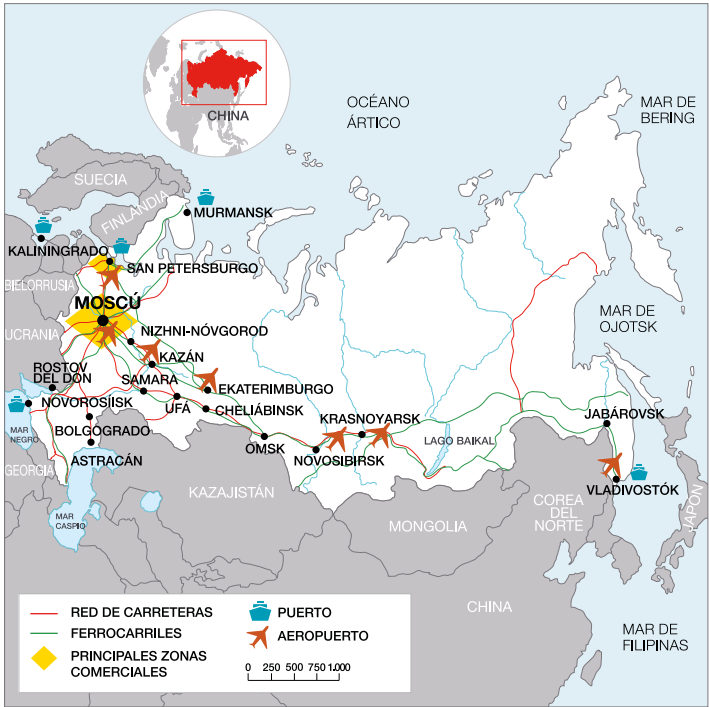 CHINA
OCÉANO
ÁRTICO
MAR DE
BERING
SUECIA
FINLANDIA
MURMANSK
KALININGRADO
SAN PETERSBURGO
BIELORRUSIA
MOSCÚ
MAR DE
OJOTSK
UCRANIA
NIZHNI-NÓVGOROD
KAZÁN
ROSTOV
DEL DON
SAMARA
EKATERIMBURGO
NOVOROSIISK
UFÁ
CHELIÁBINSK
KRASNOYARSK
JABÁROVSK
MAR
NEGRO
BOLGOGRADO
OMSK
NOVOSIBIRSK
LAGO BAIKAL
ASTRACÁN
GEORGIA
VLADIVOSTÓK
KAZAJISTÁN
COREA
DEL
NORTE
JAPÓN
MAR
CASPIO
MONGOLIA
CHINA
MAR DE
FILIPINAS
RED DE CARRETERAS
FERROCARRILES
PRINCIPALES ZONAS
COMERCIALES
PUERTO
AEROPUERTO
0 250 500 750 1.000